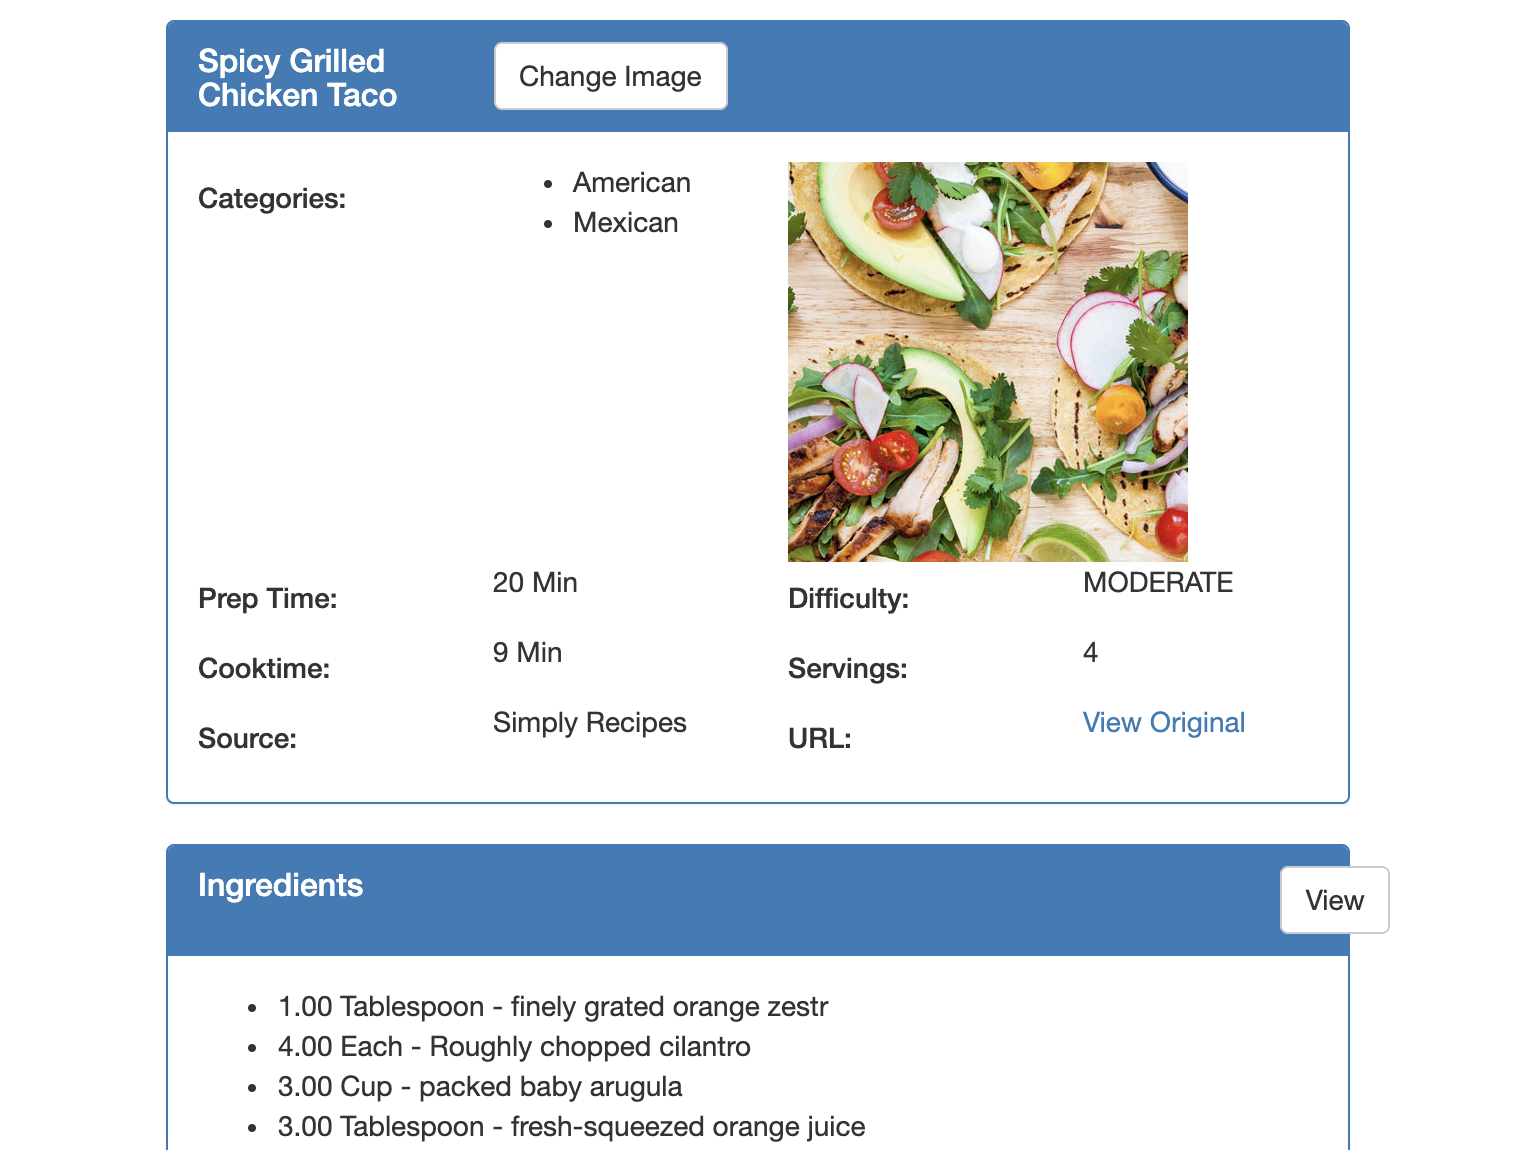 Spicy Grilled
Chicken Taco
Change Image
Categories:
• American
• Mexican
Prep Time:
20 Min
Difficulty:
MODERATE
Cooktime:
9 Min
Servings:
4
Source:
Simply Recipes
URL:
View Original
Ingredients
View
• 1.00 Tablespoon - finely grated orange zestr
• 4.00 Each - Roughly chopped cilantro
• 3.00 Cup - packed baby arugula
• 3.00 Tablespoon - fresh-squeezed orange juice